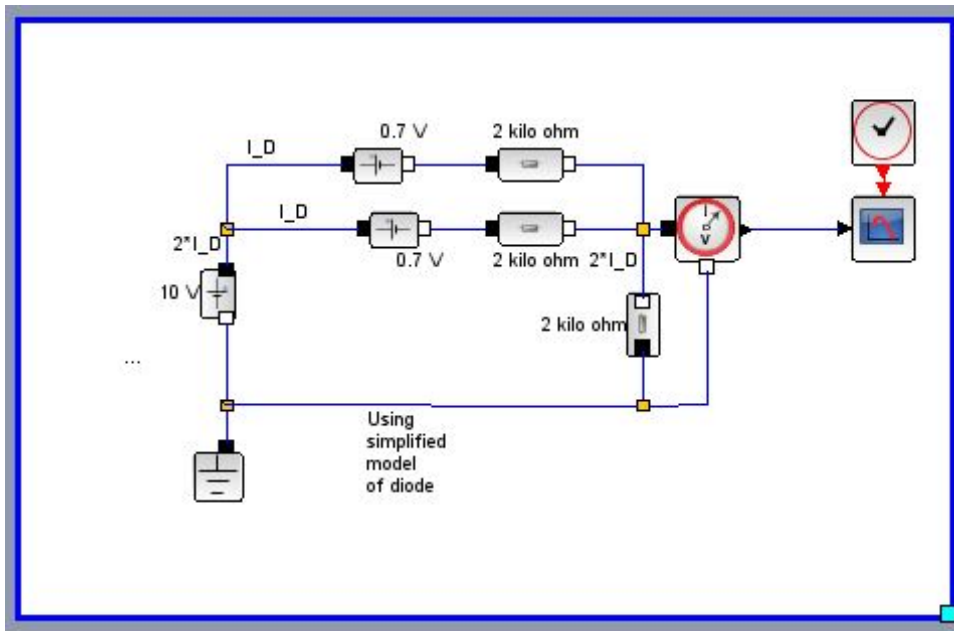 0.7 V
2 kilo ohm
I_D
I_D
2*I_D
0.7 V
2 kilo ohm
2*I_D
I
V
10 V
2 kilo ohm
...
Using
simplified
model
of diode